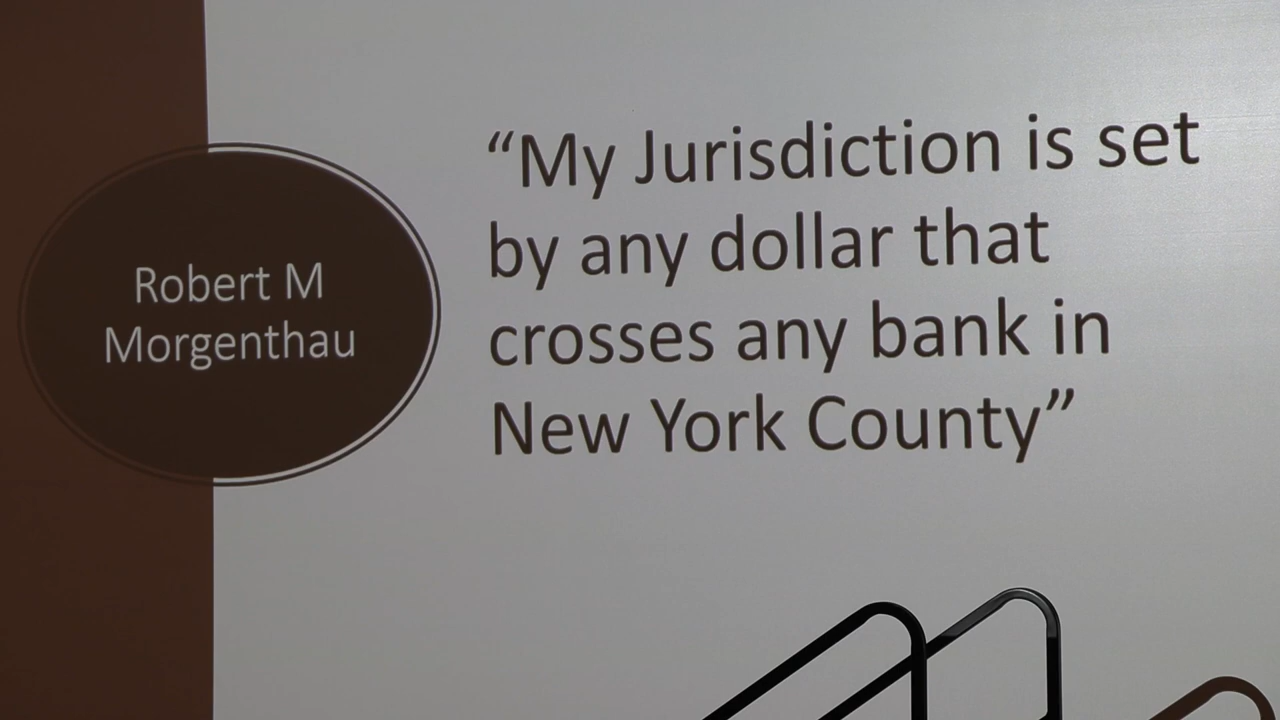 Robert M
Morgenthau
“My Jurisdiction is set
by any dollar that
crosses any bank in
New York County”